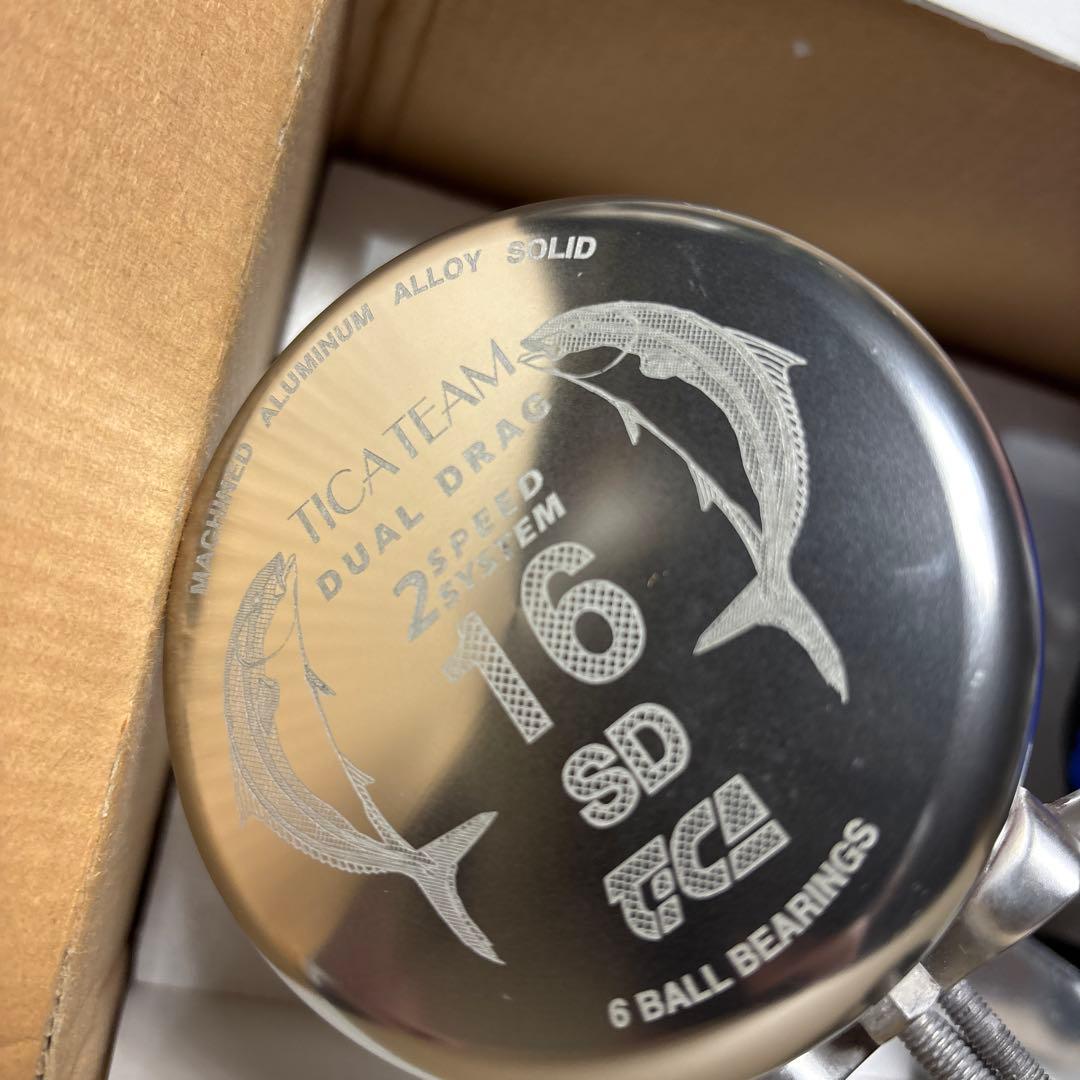 MACHINED ALUMINUM ALLOY SOLID
TICA TEAM
DUAL DRAG
2 SPEED
SYSTEM
16
SD
TiCA
6 BALL BEARINGS